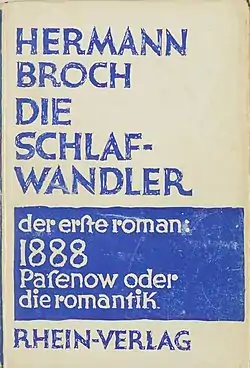 HERMANN
BROCH
DIE
SCHLAF-
WANDLER
der erſte roman:
1888
Paſenow oder
die romantik
RHEIN-VERLAG